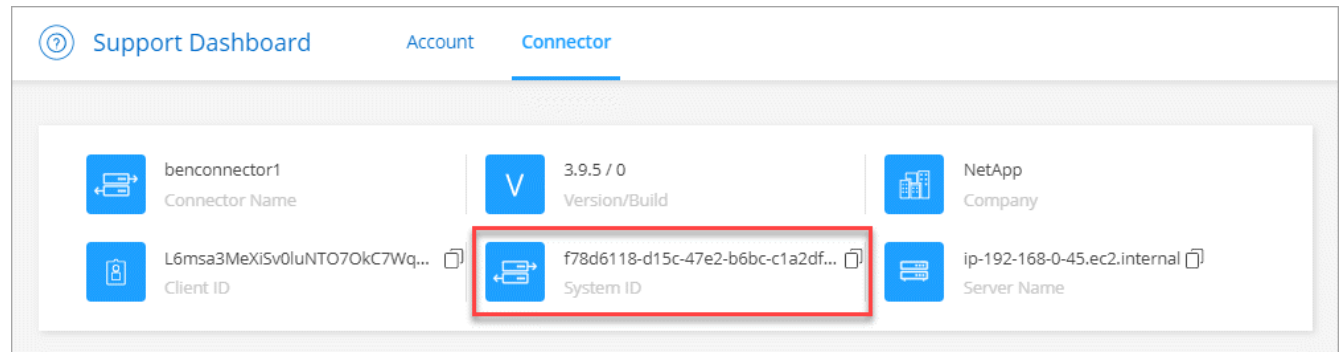 Support Dashboard Account Connector
benconnector1
Connector Name
3.9.5 / 0
Version/Build
NetApp
Company
L6msa3MeXiSv0luNTO7OkC7Wq...
Client ID
f78d6118-d15c-47e2-b6bc-c1a2df...
System ID
ip-192-168-0-45.ec2.internal
Server Name